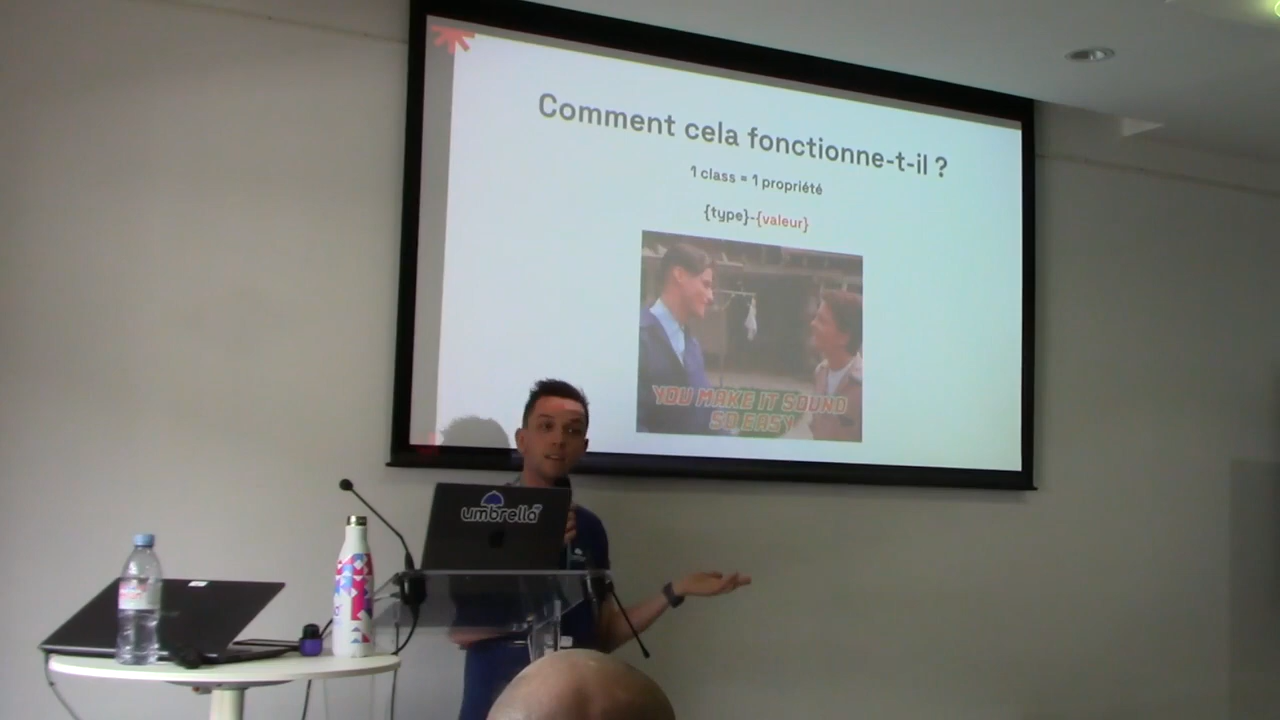 Comment cela fonctionne-t-il ?
1 class = 1 propriété
{type}-{valeur}
YOU MAKE IT SOUND
SO EASY
umbrella